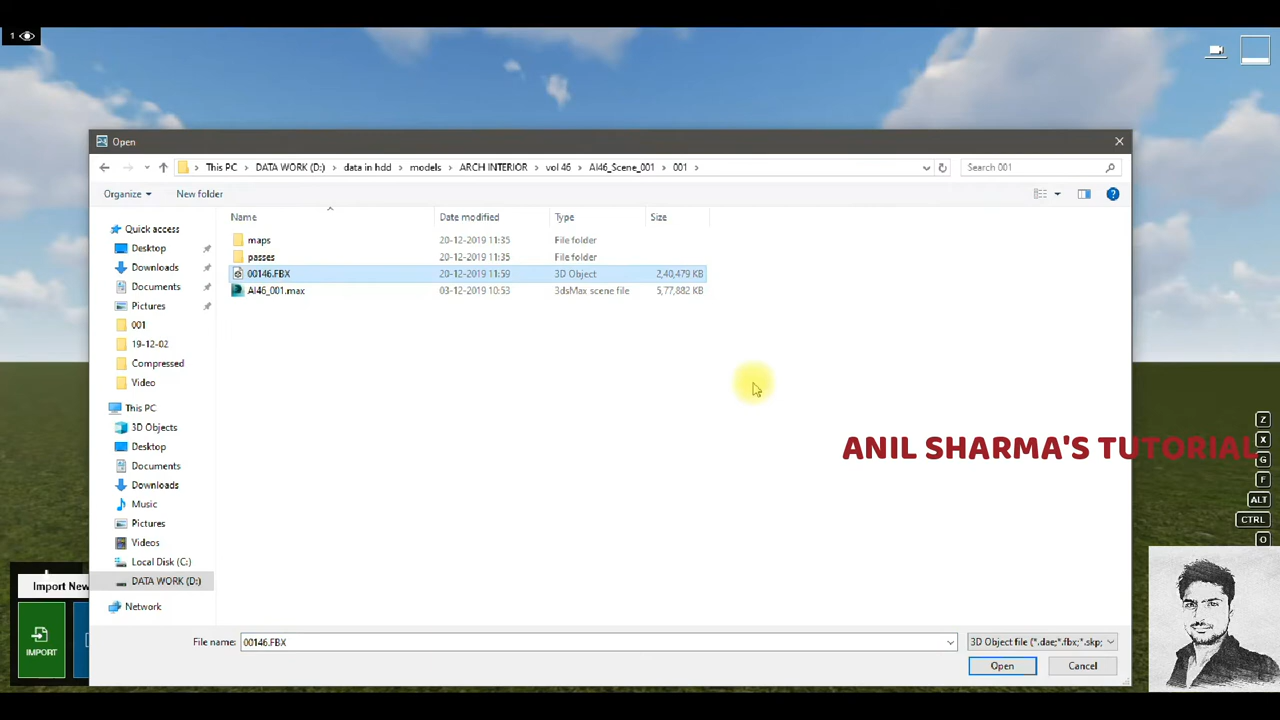 1
Open
This PC > DATA WORK (D:) > data in hdd > models > ARCH INTERIOR > vol 46 > AI46_Scene_001 > 001 >
Search 001
Organize
New folder
Name
Date modified
Type
Size
maps
20-12-2019 11:35
File folder
passes
20-12-2019 11:35
File folder
00146.FBX
20-12-2019 11:59
3D Object
2,40,479 KB
AI46_001.max
03-12-2019 10:53
3dsMax scene file
5,77,882 KB
Quick access
Desktop
Downloads
Documents
Pictures
001
19-12-02
Compressed
Video
This PC
3D Objects
Desktop
Documents
Downloads
Music
Pictures
Videos
Local Disk (C:)
DATA WORK (D:)
Network
ANIL SHARMA'S TUTORIAL
Z
X
G
F
ALT
CTRL
O
Import New
IMPORT
File name:
00146.FBX
3D Object file (*.dae;*.fbx;*.skp;
Open
Cancel